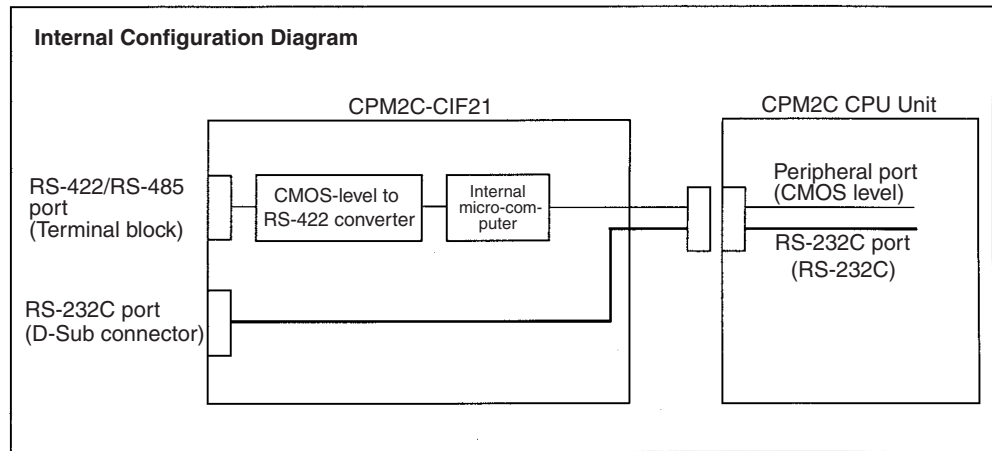 Internal Configuration Diagram
CPM2C-CIF21
CPM2C CPU Unit
RS-422/RS-485
port
(Terminal block)
CMOS-level to
RS-422 converter
Internal
micro-com-
puter
Peripheral port
(CMOS level)
RS-232C port
(RS-232C)
RS-232C port
(D-Sub connector)